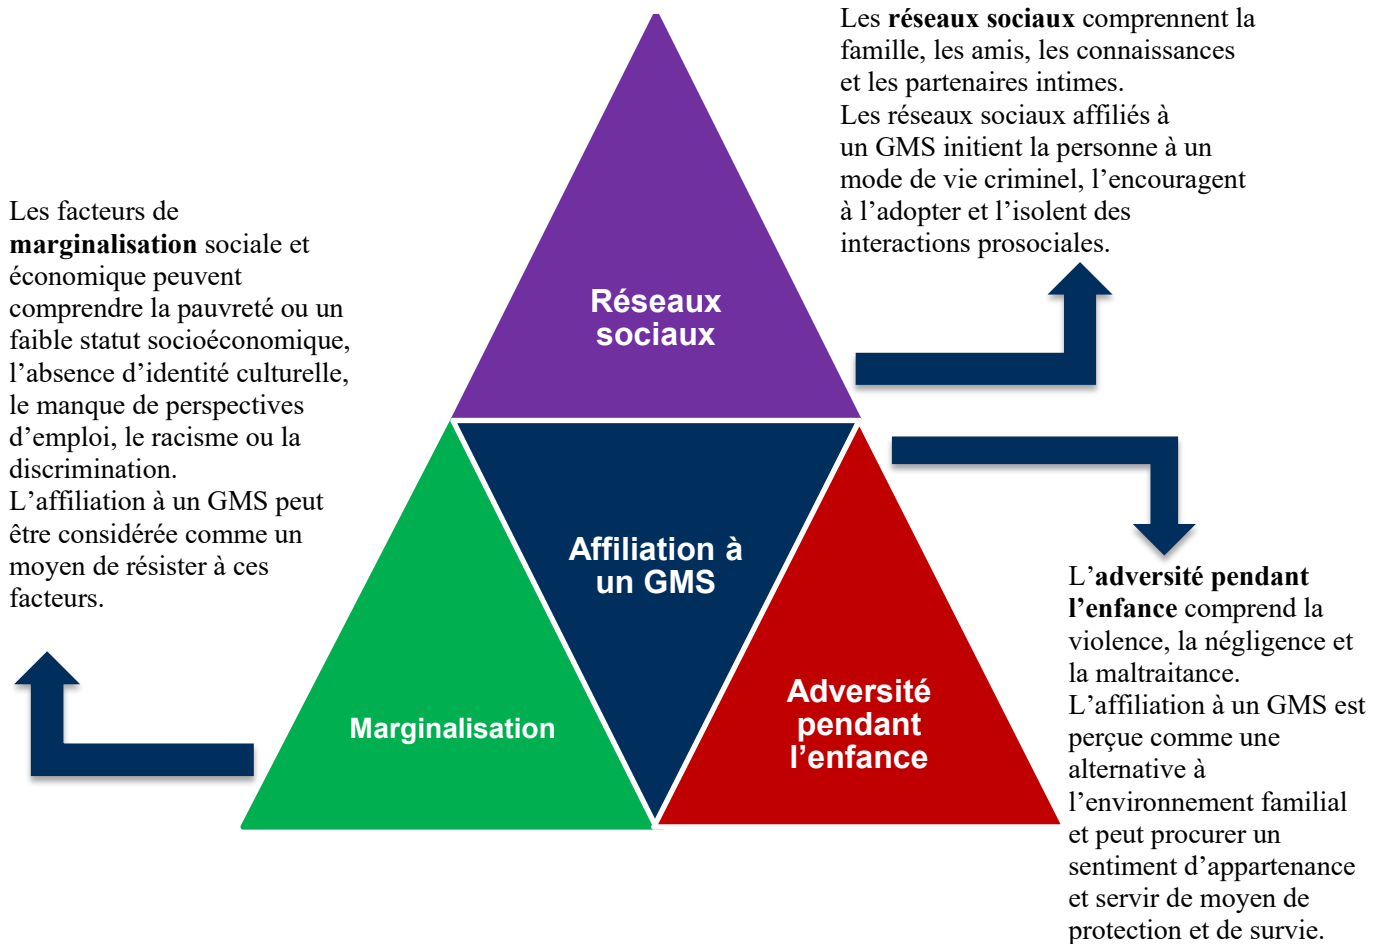 Les réseaux sociaux comprennent la
famille, les amis, les connaissances
et les partenaires intimes.
Les réseaux sociaux affiliés à
un GMS initient la personne à un
mode de vie criminel, l’encouragent
à l’adopter et l’isolent des
interactions prosociales.
Les facteurs de
marginalisation sociale et
économique peuvent
comprendre la pauvreté ou un
faible statut socioéconomique,
l’absence d’identité culturelle,
le manque de perspectives
d’emploi, le racisme ou la
discrimination.
L’affiliation à un GMS peut
être considérée comme un
moyen de résister à ces
facteurs.
Réseaux
sociaux
Affiliation à
un GMS
Marginalisation
Adversité
pendant
l’enfance
L’adversité pendant
l’enfance comprend la
violence, la négligence et
la maltraitance.
L’affiliation à un GMS est
perçue comme une
alternative à
l’environnement familial
et peut procurer un
sentiment d’appartenance
et servir de moyen de
protection et de survie.